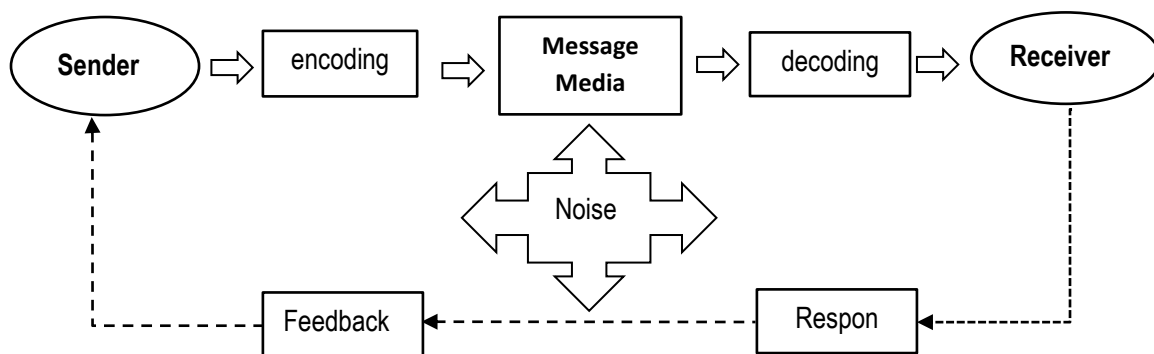 Sender
encoding
Message
Media
decoding
Receiver
Noise
Feedback
Respon